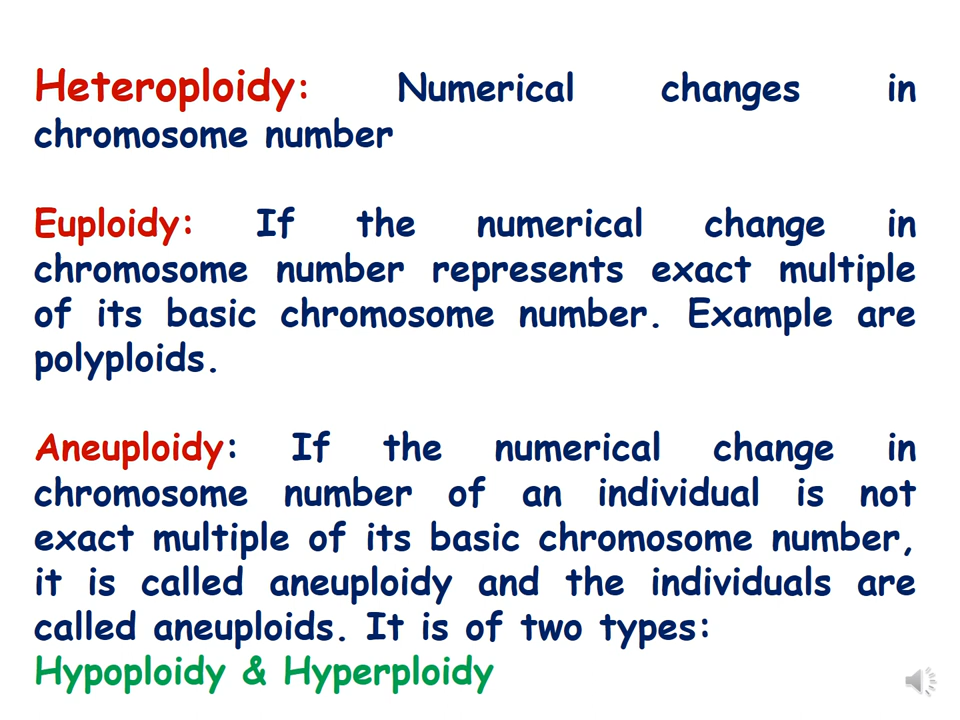 Heteroploidy: Numerical changes in
chromosome number
Euploidy: If the numerical change in
chromosome number represents exact multiple
of its basic chromosome number. Example are
polyploids.
Aneuploidy: If the numerical change in
chromosome number of an individual is not
exact multiple of its basic chromosome number,
it is called aneuploidy and the individuals are
called aneuploids. It is of two types:
Hypoploidy & Hyperploidy